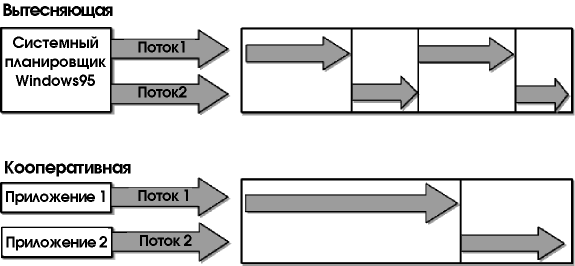 Вытесняющая
Системный
планировщик
Windows95
Поток1
Поток2
Кооперативная
Приложение 1
Поток 1
Приложение 2
Поток 2